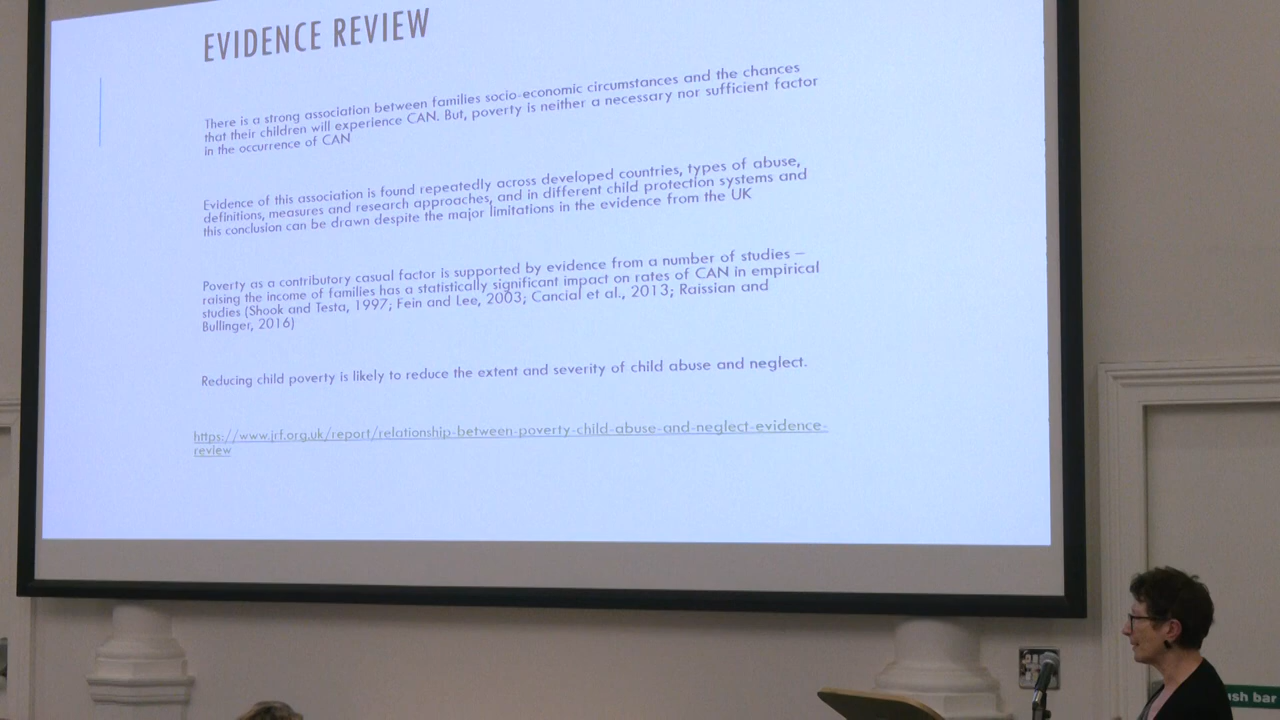 EVIDENCE REVIEW
There is a strong association between families socio-economic circumstances and the chances
that their children will experience CAN. But, poverty is neither a necessary nor sufficient factor
in the occurrence of CAN
Evidence of this association is found repeatedly across developed countries, types of abuse,
definitions, measures and research approaches, and in different child protection systems and
this conclusion can be drawn despite the major limitations in the evidence from the UK
Poverty as a contributory casual factor is supported by evidence from a number of studies –
raising the income of families has a statistically significant impact on rates of CAN in empirical
studies (Shook and Testa, 1997; Fein and Lee, 2003; Cancial et al., 2013; Raissian and
Bullinger, 2016)
Reducing child poverty is likely to reduce the extent and severity of child abuse and neglect.
https://www.jrf.org.uk/report/relationship-between-poverty-child-abuse-and-neglect-evidence-
review
sh bar